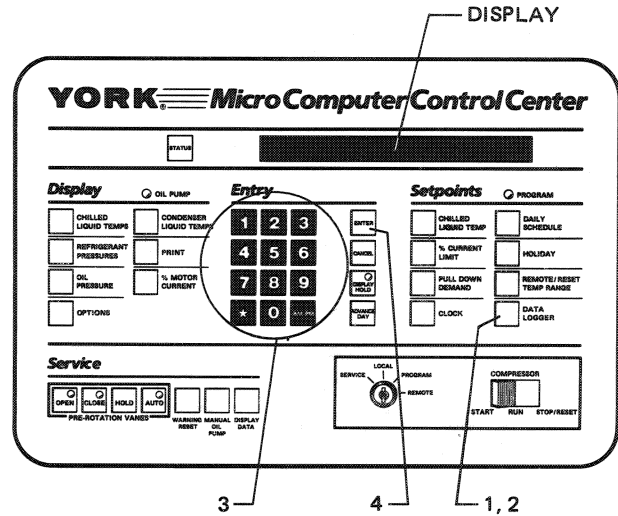 DISPLAY
YORK® Micro Computer Control Center
STATUS
Display
OIL PUMP
CHILLED LIQUID TEMPS
CONDENSER LIQUID TEMPS
REFRIGERANT PRESSURES
PRINT
OIL PRESSURE
% MOTOR CURRENT
OPTIONS
Entry
1 2 3
4 5 6
7 8 9
* 0
ENTER
CANCEL
DISPLAY HOLD
ADVANCE DAY
Setpoints
PROGRAM
CHILLED LIQUID TEMP
DAILY SCHEDULE
% CURRENT LIMIT
HOLIDAY
PULL DOWN DEMAND
REMOTE/RESET TEMP RANGE
CLOCK
DATA LOGGER
Service
OPEN CLOSE HOLD AUTO
PRE-ROTATION VANES
WARNING RESET
MANUAL OIL PUMP
DISPLAY DATA
SERVICE LOCAL PROGRAM REMOTE
COMPRESSOR
START RUN STOP/RESET
3 4 1, 2